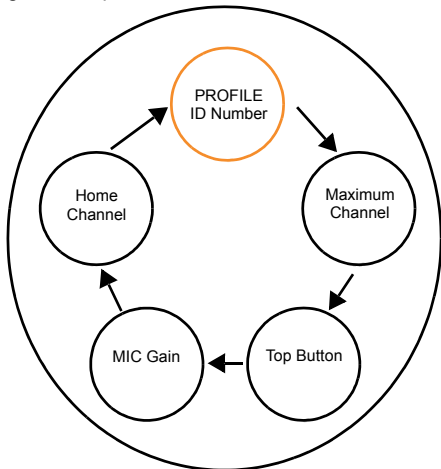 PROFILE
ID Number
Home
Channel
Maximum
Channel
MIC Gain
Top Button